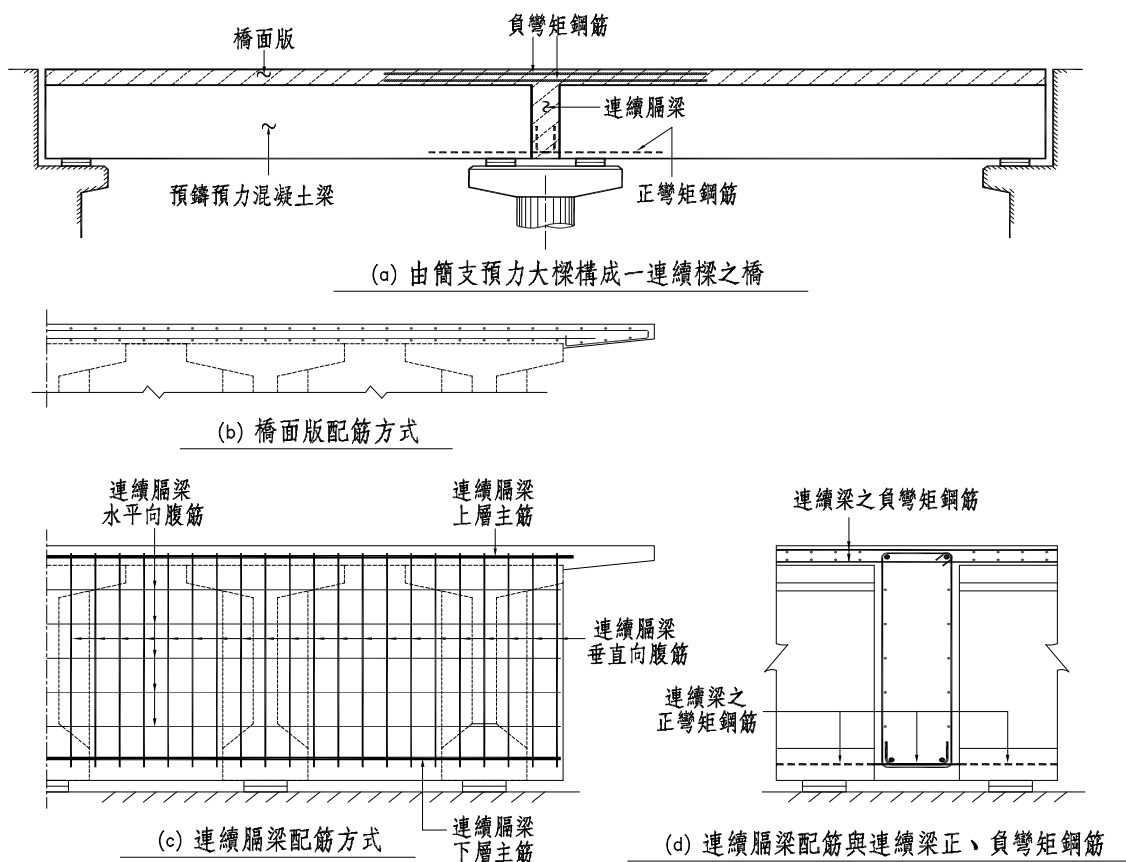 負彎矩鋼筋
橋面版
連續膈梁
預鑄預力混凝土梁
正彎矩鋼筋
(a) 由簡支預力大樑構成一連續樑之橋
(b) 橋面版配筋方式
連續膈梁
水平向腹筋
連續膈梁
上層主筋
連續梁之負彎矩鋼筋
連續膈梁
垂直向腹筋
連續梁之
正彎矩鋼筋
(c) 連續膈梁配筋方式
連續膈梁
下層主筋
(d) 連續膈梁配筋與連續梁正、負彎矩鋼筋